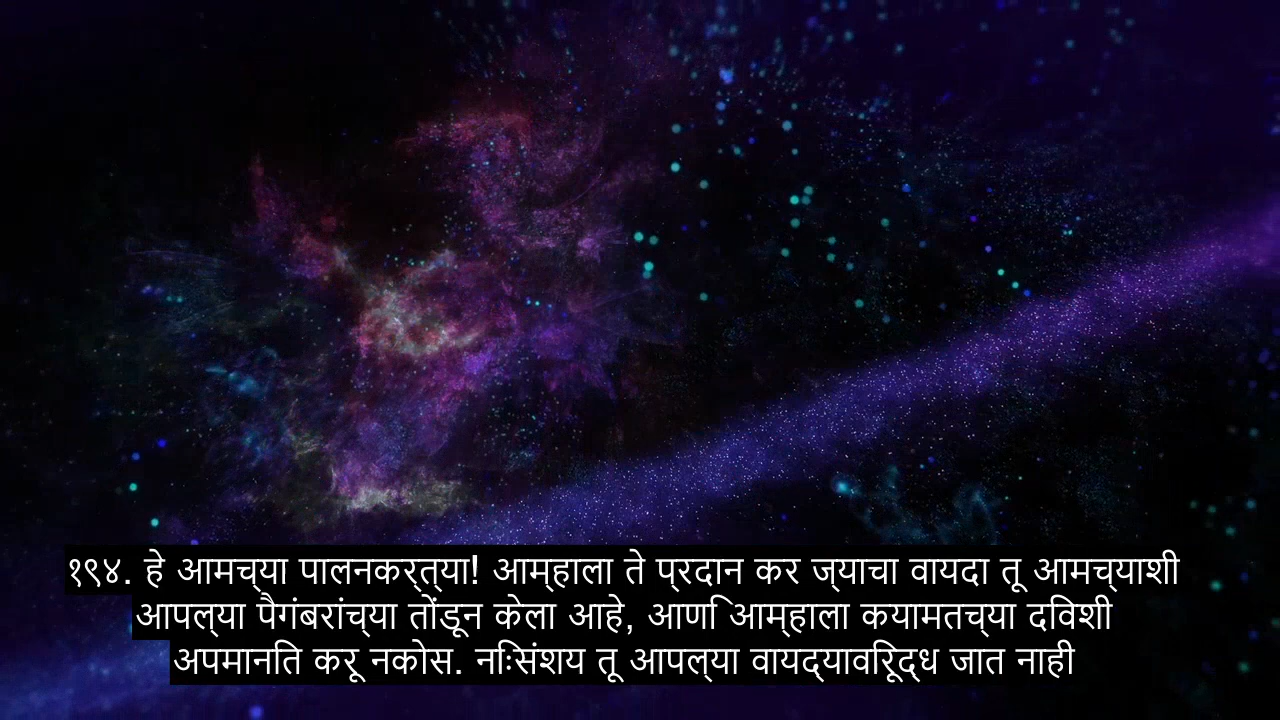 १९४. हे आमच्या पालनकर्त्या! आम्हाला ते प्रदान कर ज्याचा वायदा तू आमच्याशी
आपल्या पैगंबरांच्या तोंडून केला आहे, आणि आम्हाला कयामतच्या दिवशी
अपमानित करू नकोस. निःसंशय तू आपल्या वायद्याविरूद्ध जात नाही